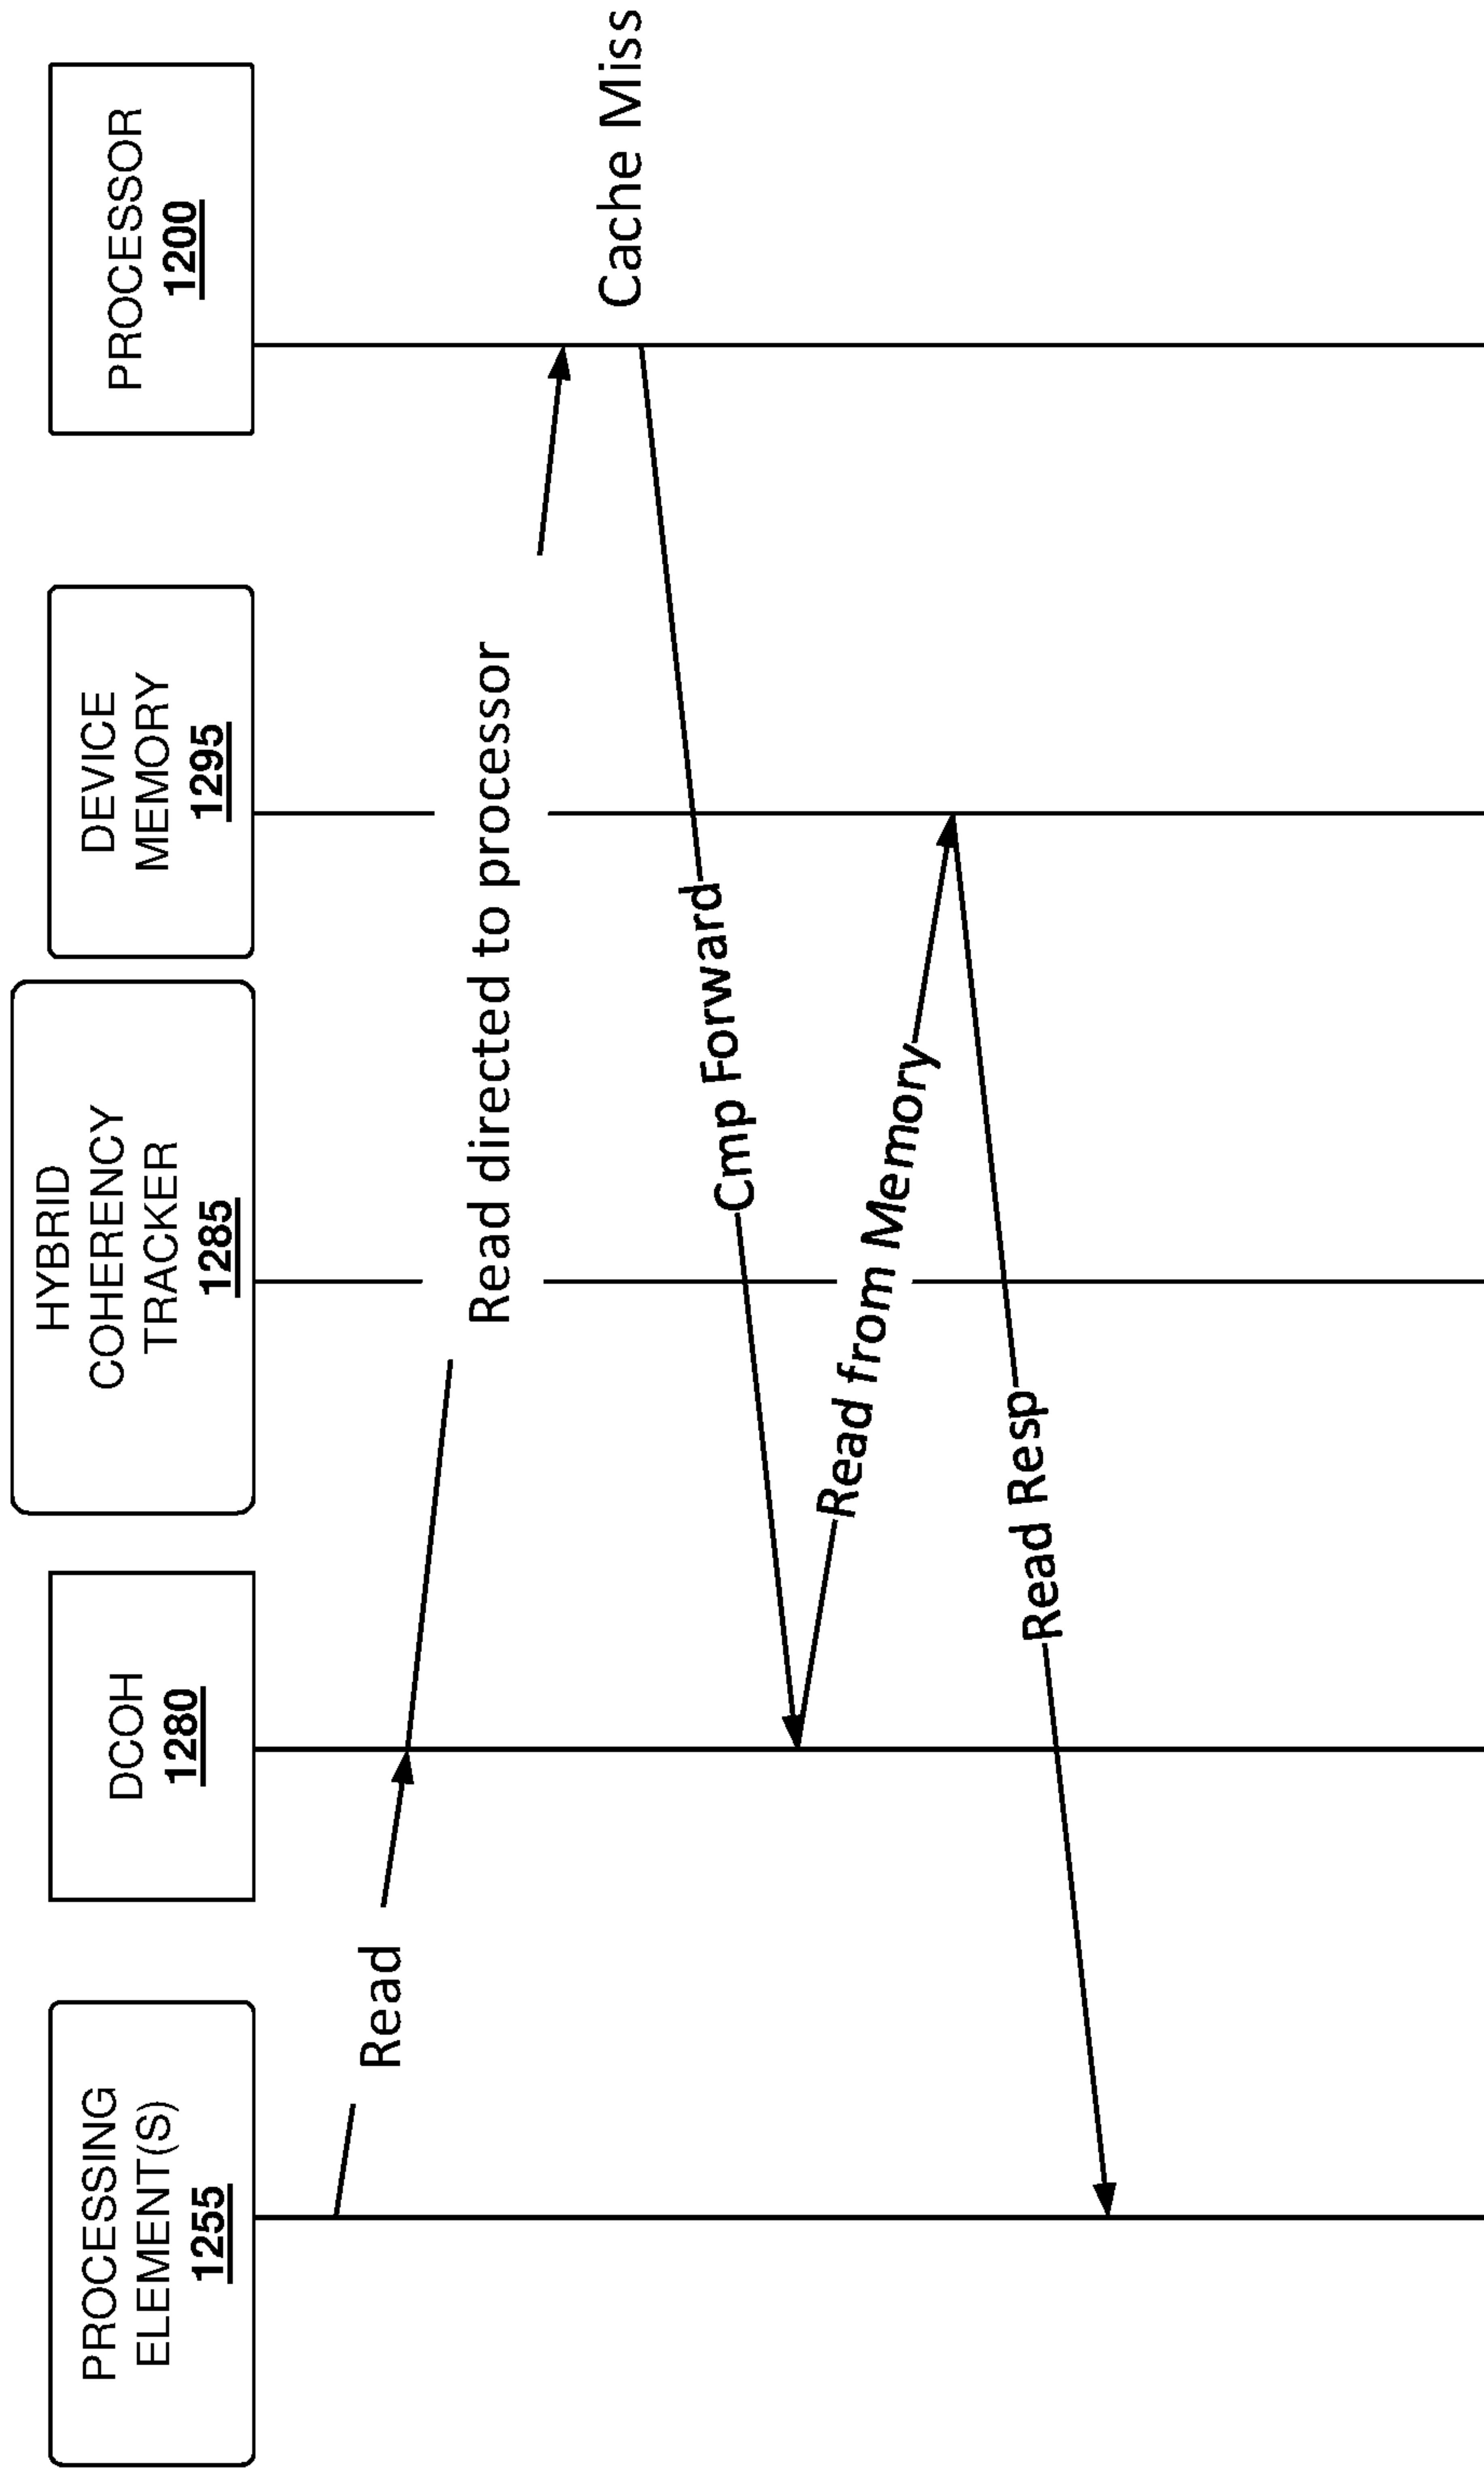 PROCESSING
ELEMENT(S)
1255
DCOH
1280
HYBRID
COHERENCY
TRACKER
1285
DEVICE
MEMORY
1295
PROCESSOR
1200
Read
Read directed to processor
Cache Miss
Cmp Forward
Read from Memory
Read Resp